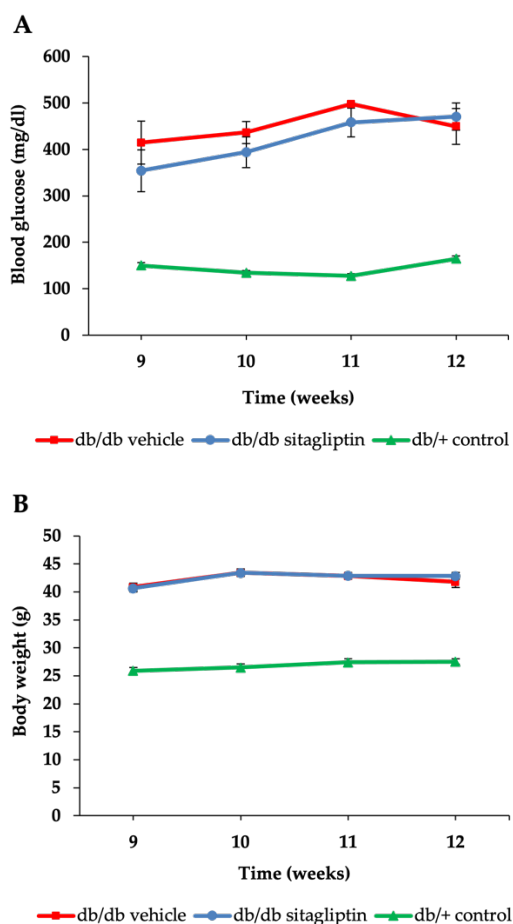 A
Blood glucose (mg/dl)
600
500
400
300
200
100
0
9 10 11 12
Time (weeks)
db/db vehicle db/db sitagliptin db/+ control
B
Body weight (g)
50
45
40
35
30
25
20
15
10
5
0
9 10 11 12
Time (weeks)
db/db vehicle db/db sitagliptin db/+ control